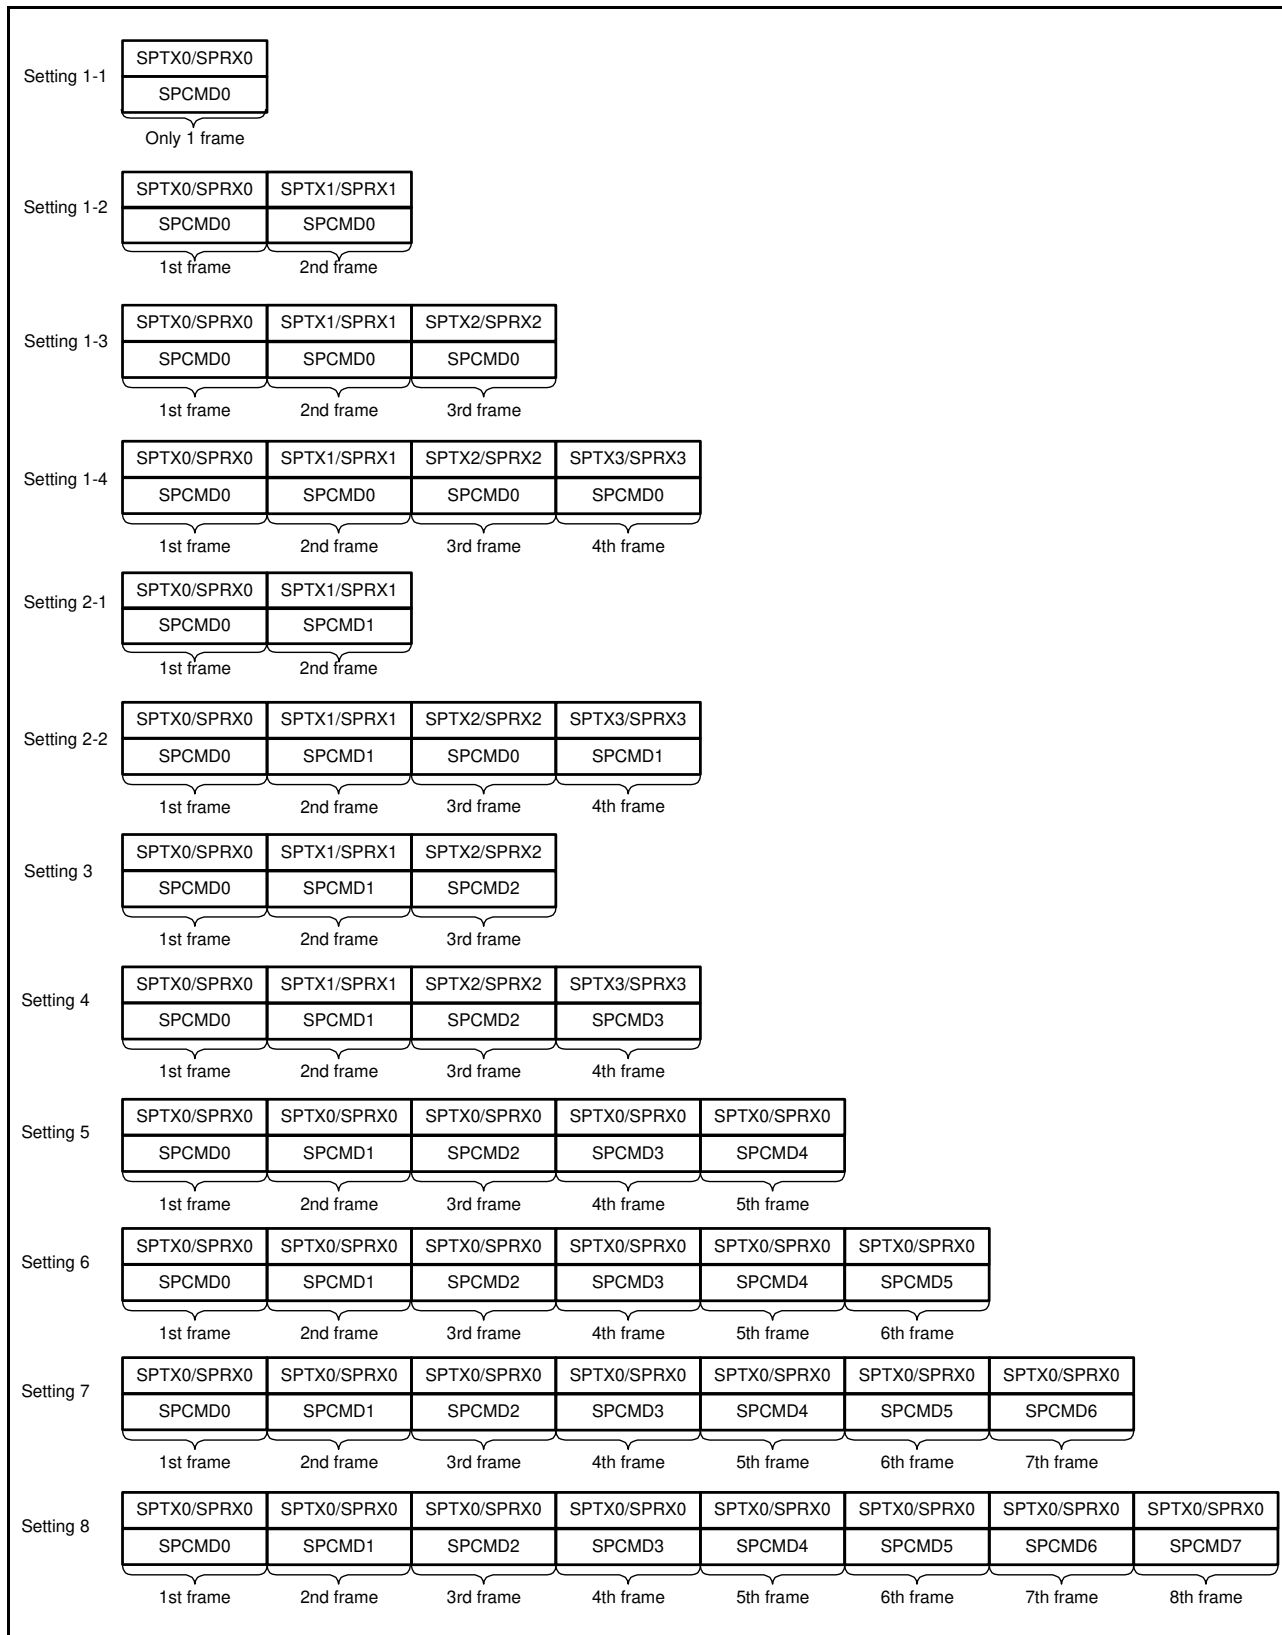 Setting 1-1
SPTX0/SPRX0
SPCMD0
Only 1 frame
Setting 1-2
SPTX0/SPRX0 SPTX1/SPRX1
SPCMD0 SPCMD0
1st frame 2nd frame
Setting 1-3
SPTX0/SPRX0 SPTX1/SPRX1 SPTX2/SPRX2
SPCMD0 SPCMD0 SPCMD0
1st frame 2nd frame 3rd frame
Setting 1-4
SPTX0/SPRX0 SPTX1/SPRX1 SPTX2/SPRX2 SPTX3/SPRX3
SPCMD0 SPCMD0 SPCMD0 SPCMD0
1st frame 2nd frame 3rd frame 4th frame
Setting 2-1
SPTX0/SPRX0 SPTX1/SPRX1
SPCMD0 SPCMD1
1st frame 2nd frame
Setting 2-2
SPTX0/SPRX0 SPTX1/SPRX1 SPTX2/SPRX2 SPTX3/SPRX3
SPCMD0 SPCMD1 SPCMD0 SPCMD1
1st frame 2nd frame 3rd frame 4th frame
Setting 3
SPTX0/SPRX0 SPTX1/SPRX1 SPTX2/SPRX2
SPCMD0 SPCMD1 SPCMD2
1st frame 2nd frame 3rd frame
Setting 4
SPTX0/SPRX0 SPTX1/SPRX1 SPTX2/SPRX2 SPTX3/SPRX3
SPCMD0 SPCMD1 SPCMD2 SPCMD3
1st frame 2nd frame 3rd frame 4th frame
Setting 5
SPTX0/SPRX0 SPTX0/SPRX0 SPTX0/SPRX0 SPTX0/SPRX0 SPTX0/SPRX0
SPCMD0 SPCMD1 SPCMD2 SPCMD3 SPCMD4
1st frame 2nd frame 3rd frame 4th frame 5th frame
Setting 6
SPTX0/SPRX0 SPTX0/SPRX0 SPTX0/SPRX0 SPTX0/SPRX0 SPTX0/SPRX0 SPTX0/SPRX0
SPCMD0 SPCMD1 SPCMD2 SPCMD3 SPCMD4 SPCMD5
1st frame 2nd frame 3rd frame 4th frame 5th frame 6th frame
Setting 7
SPTX0/SPRX0 SPTX0/SPRX0 SPTX0/SPRX0 SPTX0/SPRX0 SPTX0/SPRX0 SPTX0/SPRX0 SPTX0/SPRX0
SPCMD0 SPCMD1 SPCMD2 SPCMD3 SPCMD4 SPCMD5 SPCMD6
1st frame 2nd frame 3rd frame 4th frame 5th frame 6th frame 7th frame
Setting 8
SPTX0/SPRX0 SPTX0/SPRX0 SPTX0/SPRX0 SPTX0/SPRX0 SPTX0/SPRX0 SPTX0/SPRX0 SPTX0/SPRX0 SPTX0/SPRX0
SPCMD0 SPCMD1 SPCMD2 SPCMD3 SPCMD4 SPCMD5 SPCMD6 SPCMD7
1st frame 2nd frame 3rd frame 4th frame 5th frame 6th frame 7th frame 8th frame